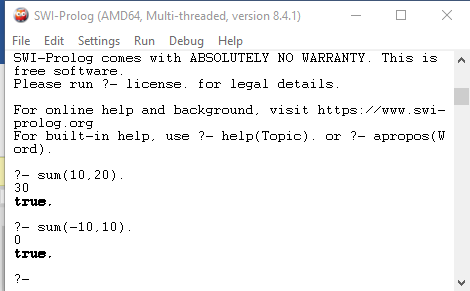 SWI-Prolog (AMD64, Multi-threaded, version 8.4.1)
File Edit Settings Run Debug Help
SWI-Prolog comes with ABSOLUTELY NO WARRANTY. This is
free software.
Please run ?- license. for legal details.
For online help and background, visit https://www.swi-
prolog.org
For built-in help, use ?- help(Topic). or ?- apropos(W
ord).
?- sum(10,20).
30
true.
?- sum(-10,10).
0
true.
?-